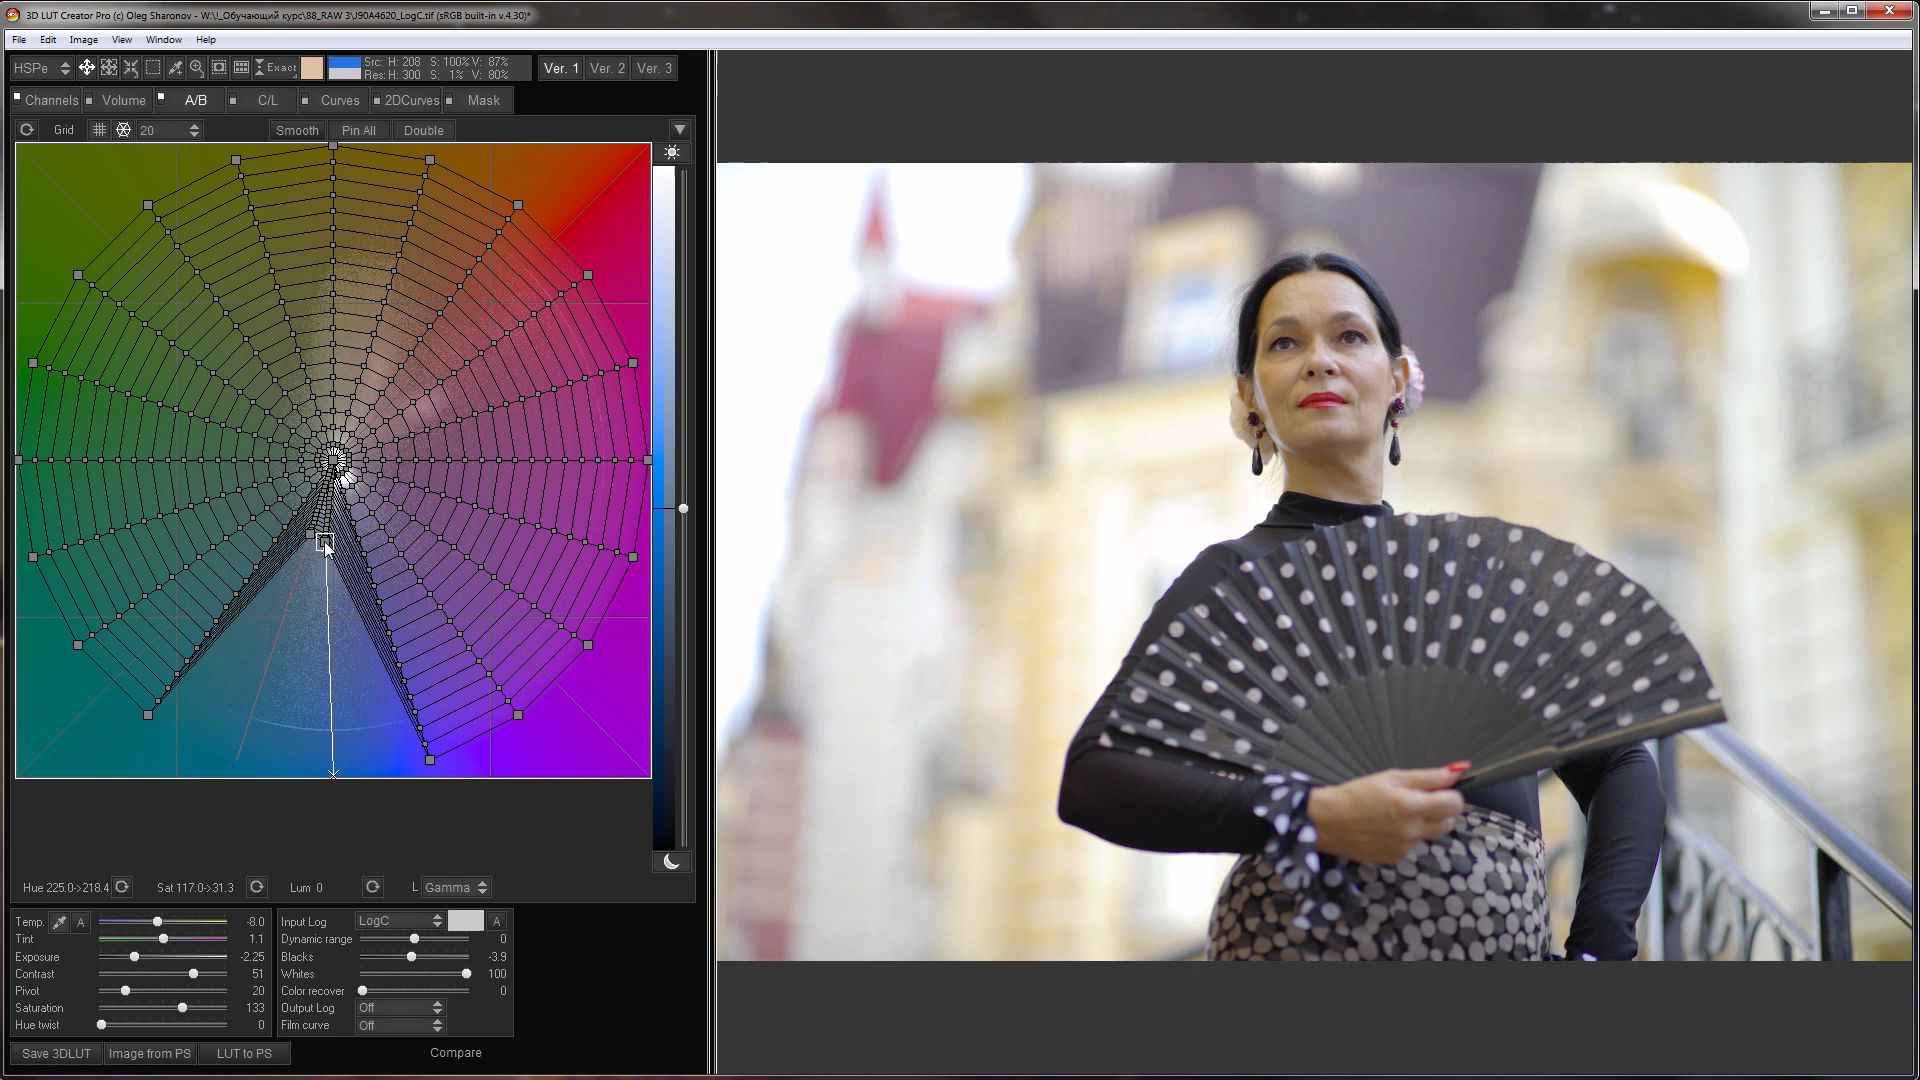 3D LUT Creator Pro (c) Oleg Sharonov - W:\!_Обучающий курс\88_RAW 3\J90A4620_LogC.tif (sRGB built-in v.4.30)*
File Edit Image View Window Help
HSPe Exact Src: H: 208 S: 100% V: 87% Ver. 1 Ver. 2 Ver. 3
Res: H: 300 S: 1% V: 80%
Channels Volume A/B C/L Curves 2DCurves Mask
Grid 20 Smooth Pin All Double
Hue 225.0->218.4 Sat 117.0->31.3 Lum 0 L Gamma
Temp. A -8.0 Input Log LogC A
Tint 1.1 Dynamic range 0
Exposure -2.25 Blacks -3.9
Contrast 51 Whites 100
Pivot 20 Color recover 0
Saturation 133 Output Log Off
Hue twist 0 Film curve Off
Save 3DLUT Image from PS LUT to PS Compare